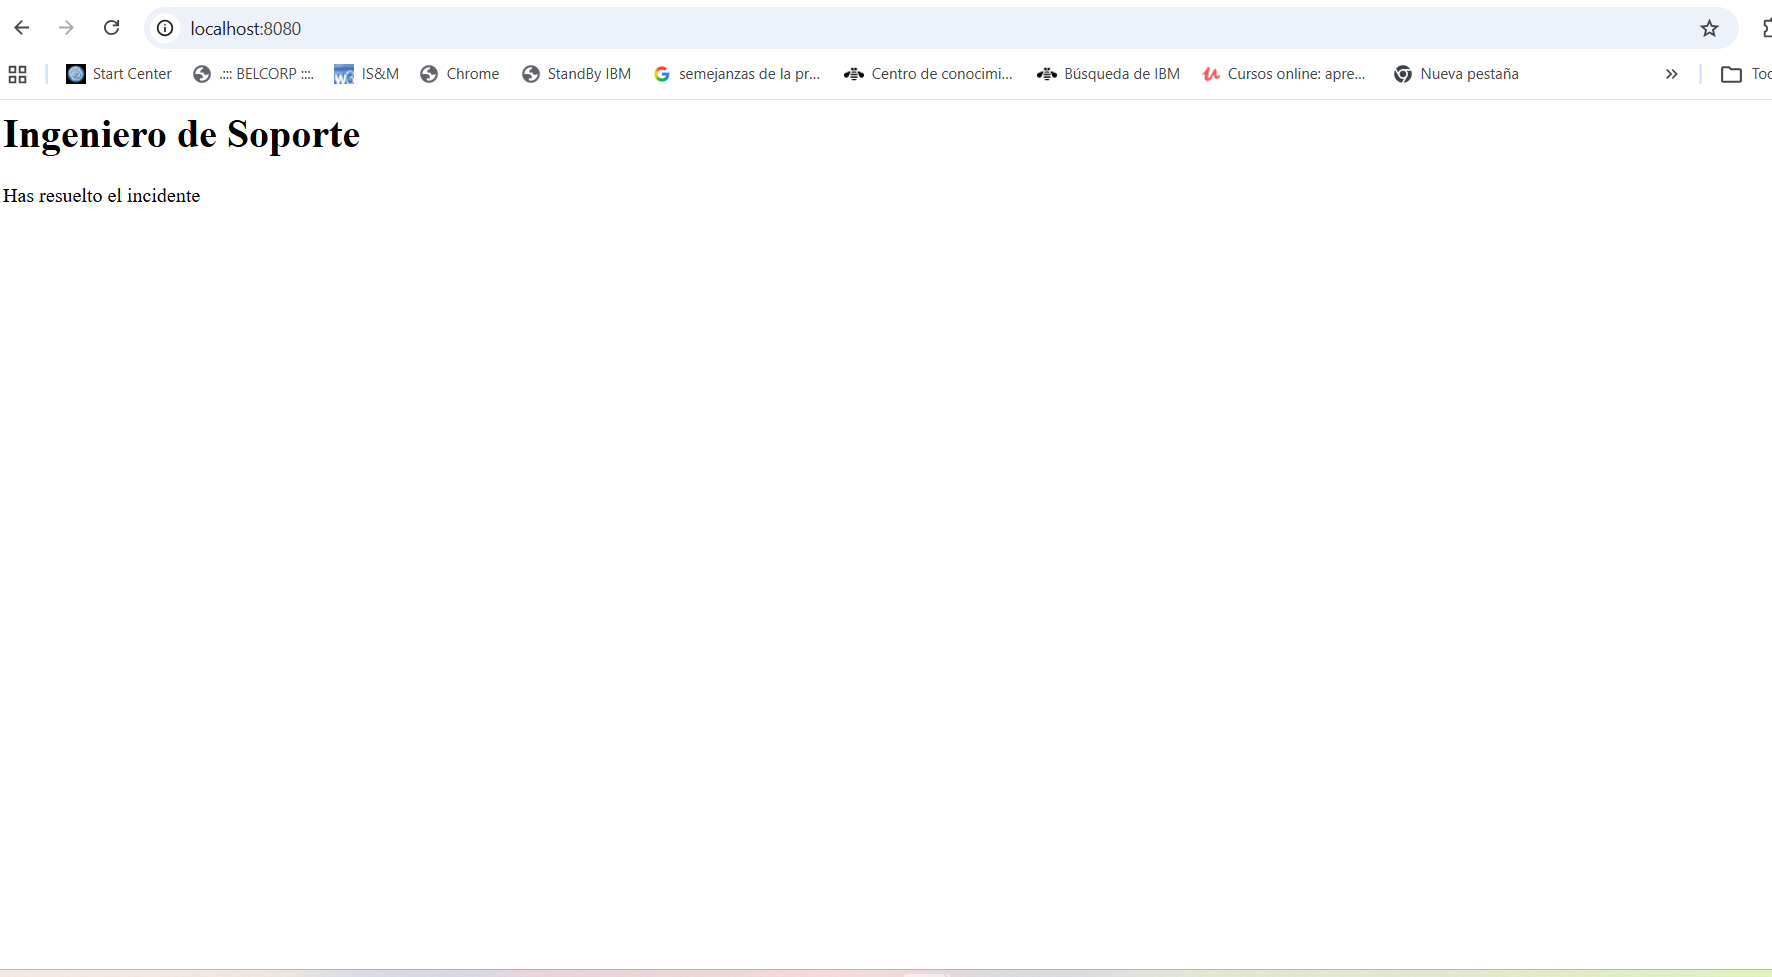 localhost:8080
Start Center .::: BELCORP :::. IS&M Chrome StandBy IBM semejanzas de la pr... Centro de conocimi... Búsqueda de IBM Cursos online: apre... Nueva pestaña
Ingeniero de Soporte
Has resuelto el incidente